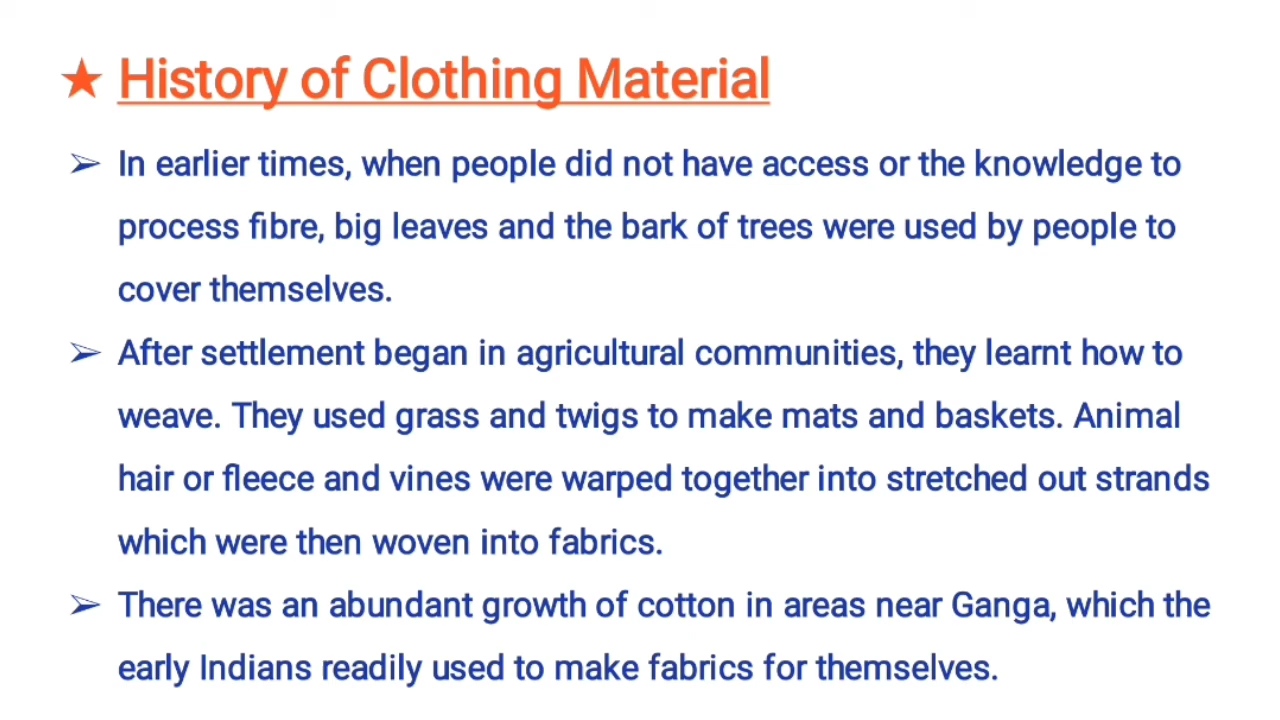 ★ History of Clothing Material
➢ In earlier times, when people did not have access or the knowledge to
process fibre, big leaves and the bark of trees were used by people to
cover themselves.
➢ After settlement began in agricultural communities, they learnt how to
weave. They used grass and twigs to make mats and baskets. Animal
hair or fleece and vines were warped together into stretched out strands
which were then woven into fabrics.
➢ There was an abundant growth of cotton in areas near Ganga, which the
early Indians readily used to make fabrics for themselves.